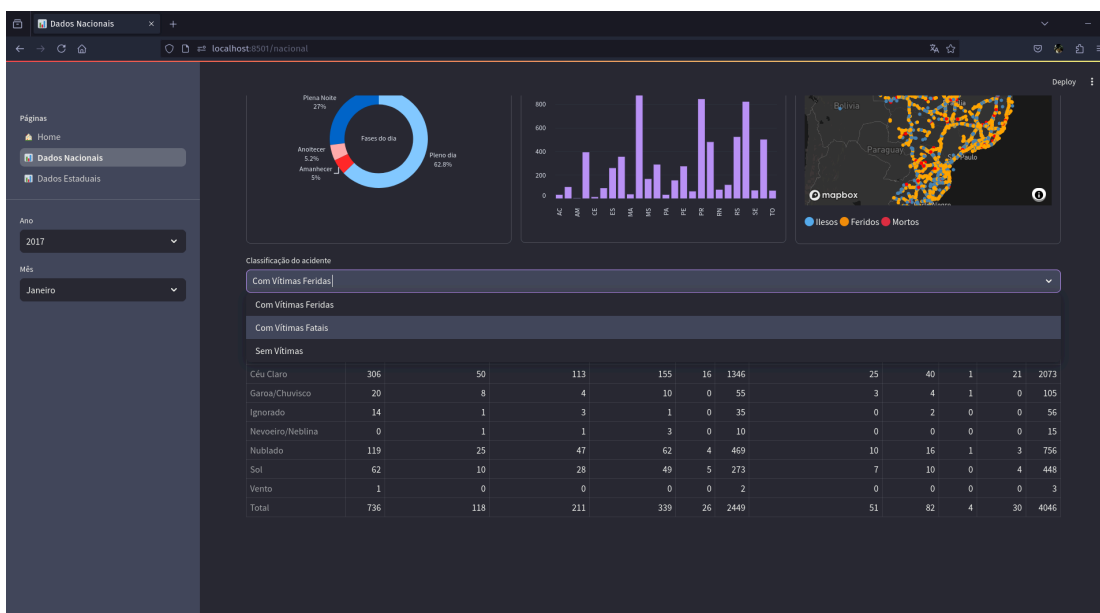 Dados Nacionais
localhost:8501/nacional
Deploy
Páginas
Home
Dados Nacionais
Dados Estaduais
Ano
2017
Mês
Janeiro
Plena Noite
27%
Anoitecer
5.2%
Amanhecer
5%
Fases do dia
Pleno dia
62.8%
800
600
400
200
0
AC AM CE ES MA MS PA PE PR RN RS SE TO
Bolivia
Paraguay
mapbox
Ilesos Feridos Mortos
Classificação do acidente
Com Vítimas Feridas
Com Vítimas Feridas
Com Vítimas Fatais
Sem Vítimas
Céu Claro 306 50 113 155 16 1346 25 40 1 21 2073
Garoa/Chuvisco 20 8 4 10 0 55 3 4 1 0 105
Ignorado 14 1 3 1 0 35 0 2 0 0 56
Nevoeiro/Neblina 0 1 1 3 0 10 0 0 0 0 15
Nublado 119 25 47 62 4 469 10 16 1 3 756
Sol 62 10 28 49 5 273 7 10 0 4 448
Vento 1 0 0 0 0 2 0 0 0 0 3
Total 736 118 211 339 26 2449 51 82 4 30 4046